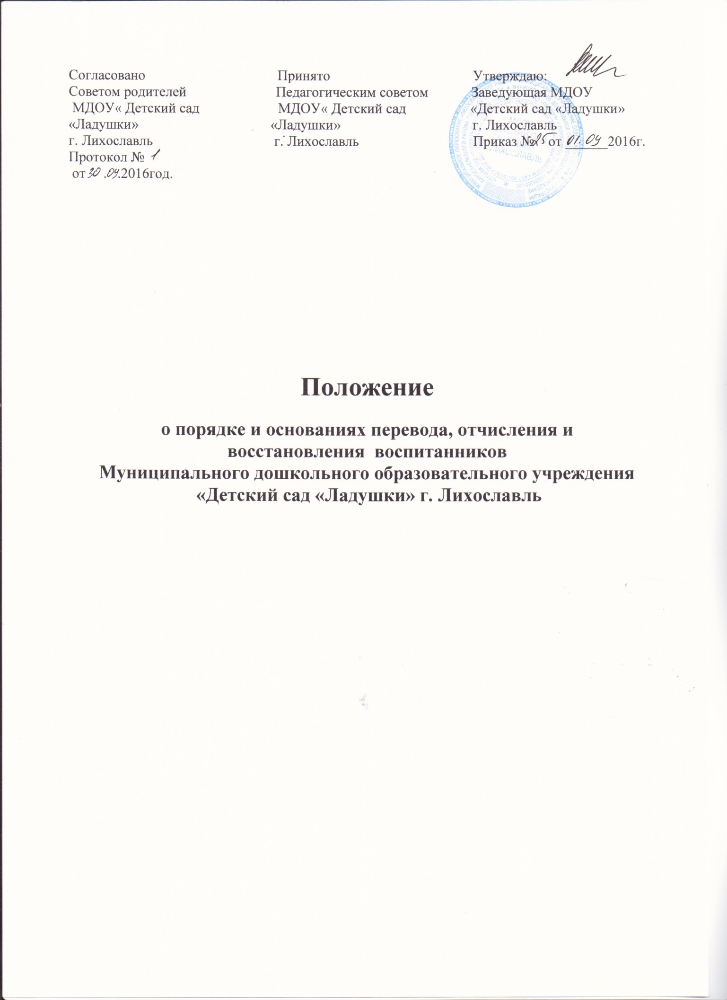 Согласовано
Советом родителей
МДОУ« Детский сад
«Ладушки»
г. Лихославль
Протокол № 1
от 30 .04.2016год.
Принято
Педагогическим советом
МДОУ« Детский сад
«Ладушки»
г. Лихославль
Утверждаю:
Заведующая МДОУ
«Детский сад «Ладушки»
г. Лихославль
Приказ №25 от 01.04 2016г.
Положение
о порядке и основаниях перевода, отчисления и
восстановления воспитанников
Муниципального дошкольного образовательного учреждения
«Детский сад «Ладушки» г. Лихославль